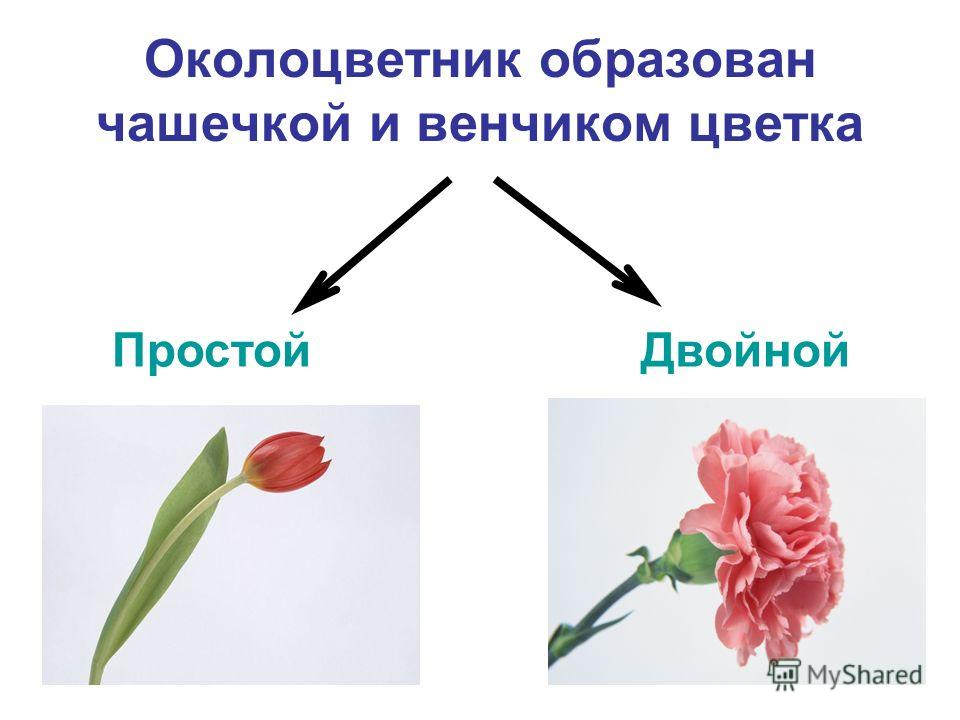 Околоцветник образован
чашечкой и венчиком цветка
Простой
Двойной
MyShared